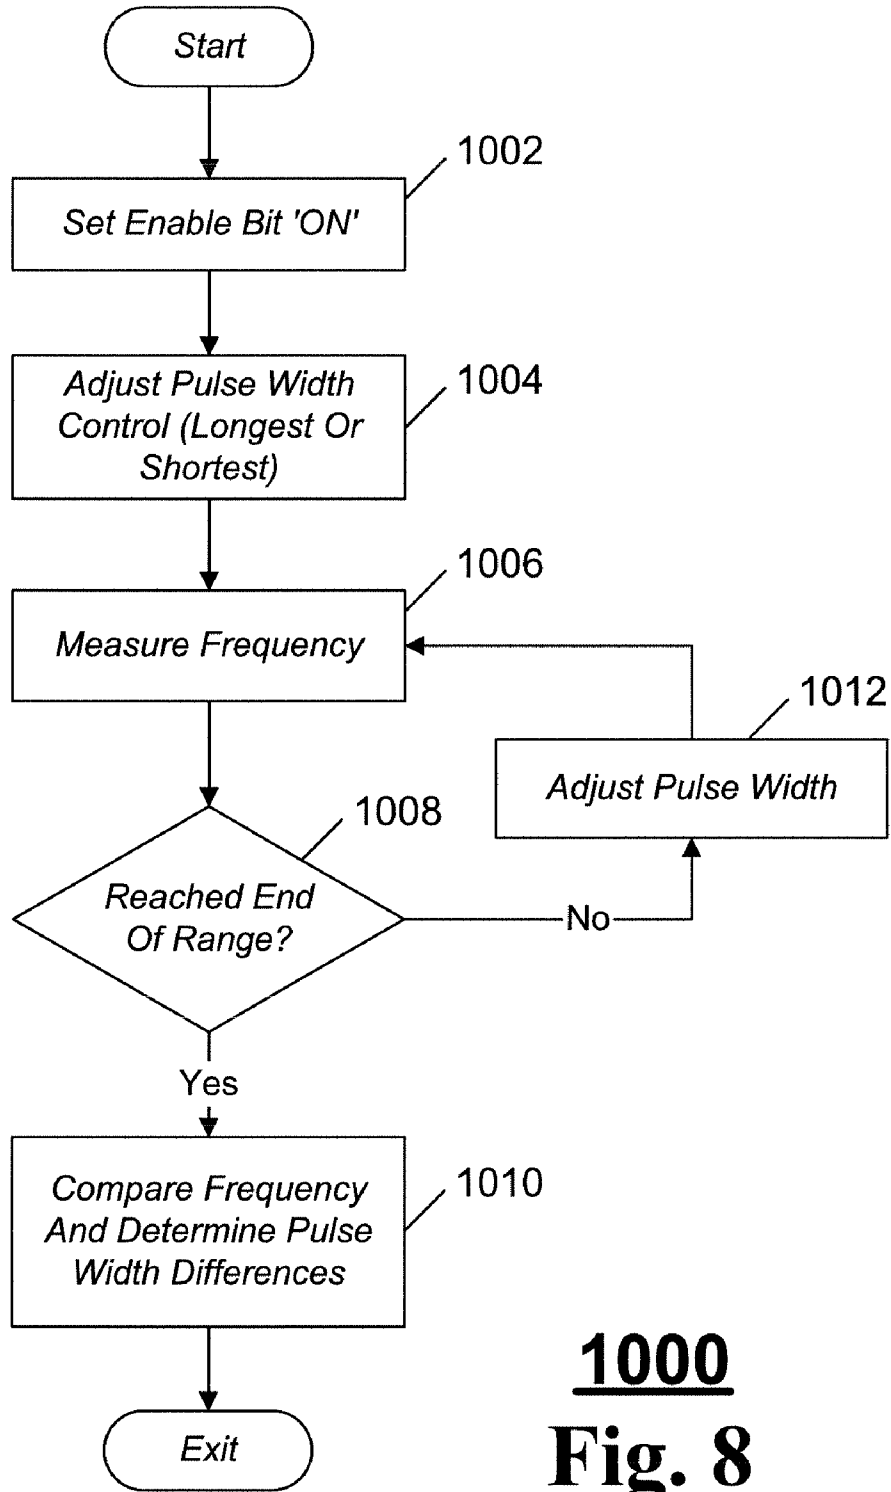 Start
1002
Set Enable Bit 'ON'
1004
Adjust Pulse Width
Control (Longest Or
Shortest)
1006
Measure Frequency
1012
Adjust Pulse Width
1008
Reached End
Of Range?
No
Yes
1010
Compare Frequency
And Determine Pulse
Width Differences
Exit
1000
Fig. 8